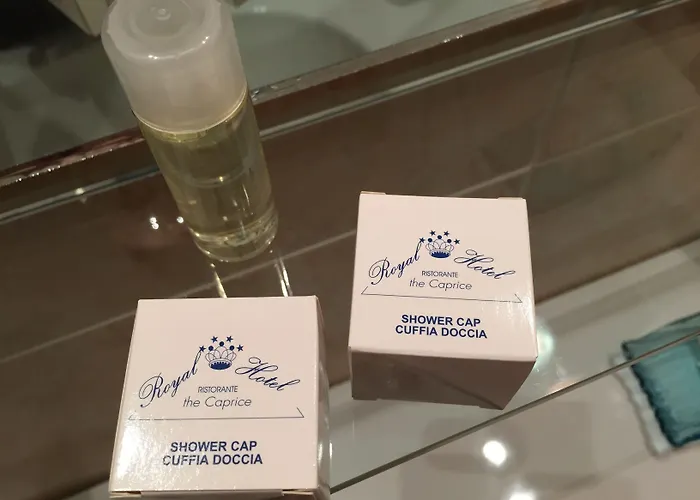 Royal Hotel
RISTORANTE
the Caprice
SHOWER CAP
CUFFIA DOCCIA
Royal Hotel
RISTORANTE
the Caprice
SHOWER CAP
CUFFIA DOCCIA